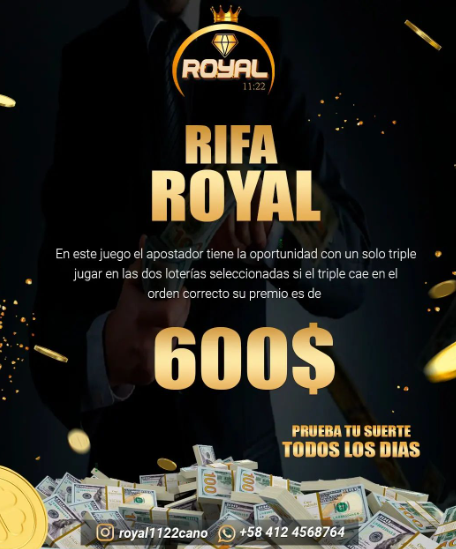 ROYAL
11:22
RIFA
ROYAL
En este juego el apostador tiene la oportunidad con un solo triple
jugar en las dos loterías seleccionadas si el triple cae en el
orden correcto su premio es de
600$
PRUEBA TU SUERTE
TODOS LOS DIAS
royal1122cano +58 412 4568764